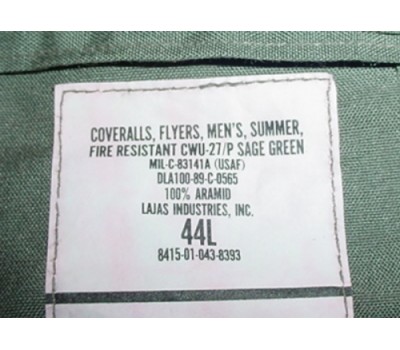 COVERALLS, FLYERS, MEN'S, SUMMER,
FIRE RESISTANT CWU-27/P SAGE GREEN
MIL-C-83141A (USAF)
DLA100-89-C-0565
100% ARAMID
LAJAS INDUSTRIES, INC.
44L
8415-01-043-8393